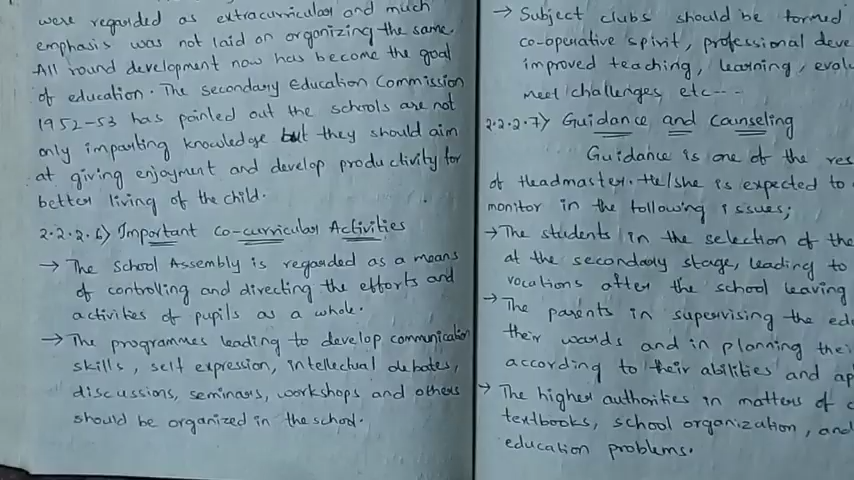 were regarded as extracurricular and much
emphasis was not laid on organizing the same.
All round development now has become the goal
of education. The secondary Education Commission
1952-53 has pointed out the schools are not
only imparting knowledge but they should aim
at giving enjoyment and develop productivity for
better living of the child.
2.2.2.6) Important co-curricular Activities
→ The School Assembly is regarded as a means
of controlling and directing the efforts and
activities of pupils as a whole.
→ The programmes leading to develop communication
skills, self expression, intellectual debates,
discussions, seminars, workshops and others
should be organized in the school.
→ Subject clubs should be formed
co-operative spirit, professional deve
improved teaching, learning, evalu
meet challenges, etc---
2.2.2.7) Guidance and Counseling
Guidance is one of the res
of Headmaster. He/she is expected to
monitor in the following issues;
→ The students in the selection of the
at the secondary stage, leading to
vocations after the school leaving
→ The parents in supervising the edu
their wards and in planning thei
according to their abilities and ap
→ The higher authorities in matters of c
textbooks, school organization, and
education problems.